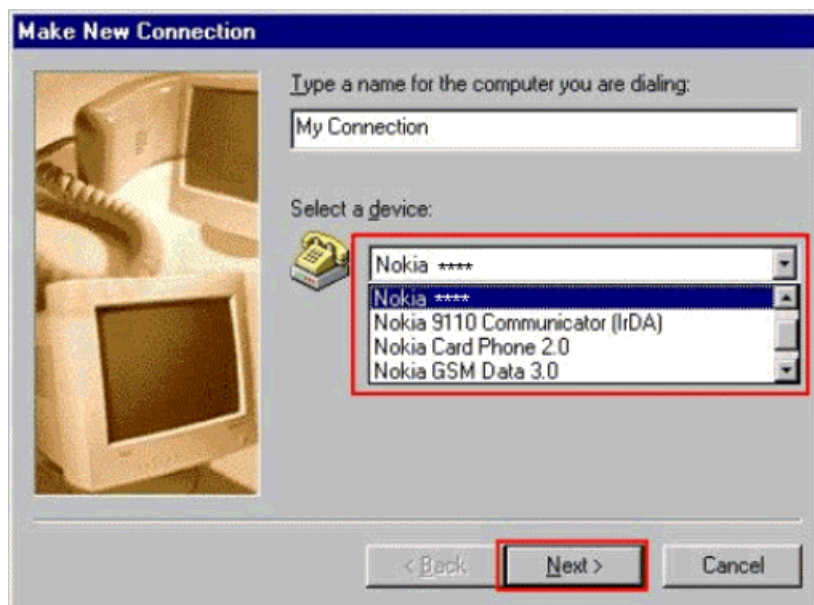 Make New Connection
Type a name for the computer you are dialing:
My Connection
Select a device:
Nokia ****
Nokia ****
Nokia 9110 Communicator (IrDA)
Nokia Card Phone 2.0
Nokia GSM Data 3.0
< Back
Next >
Cancel